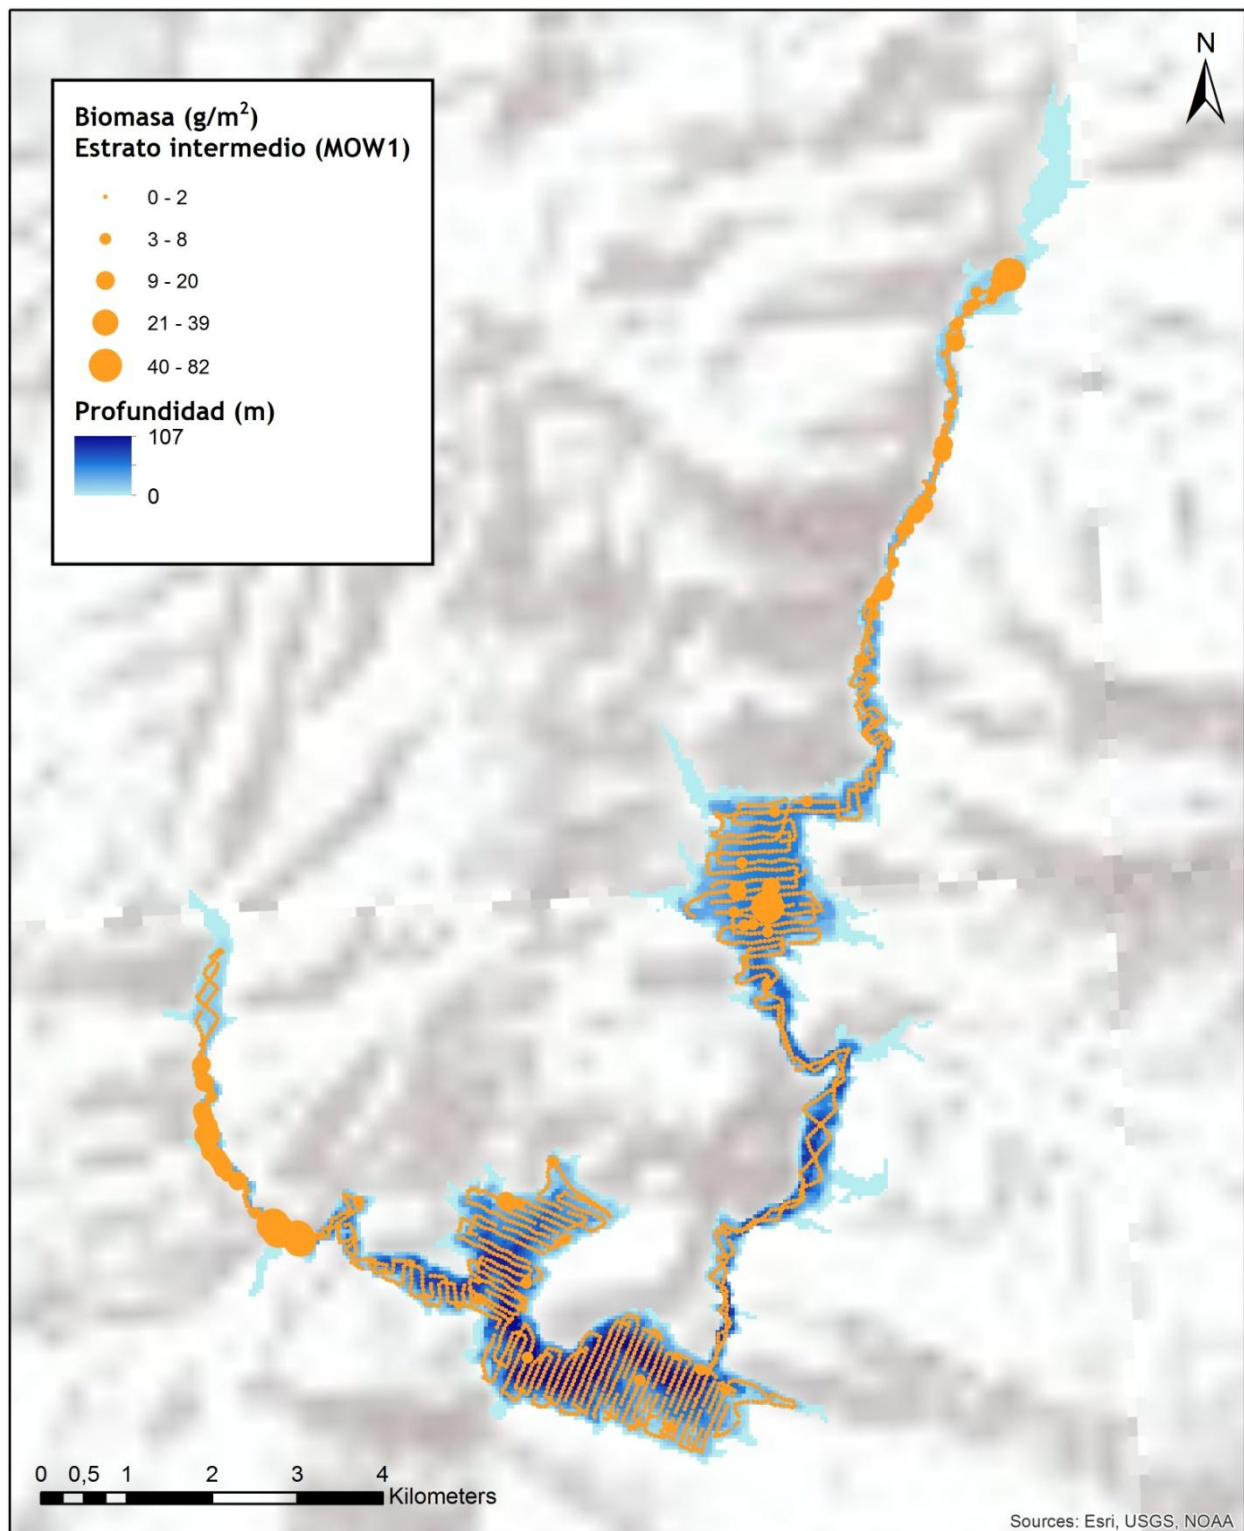 N
Biomasa (g/m²)
Estrato intermedio (MOW1)
0 - 2
3 - 8
9 - 20
21 - 39
40 - 82
Profundidad (m)
107
0
0 0,5 1 2 3 4
Kilometers
Sources: Esri, USGS, NOAA